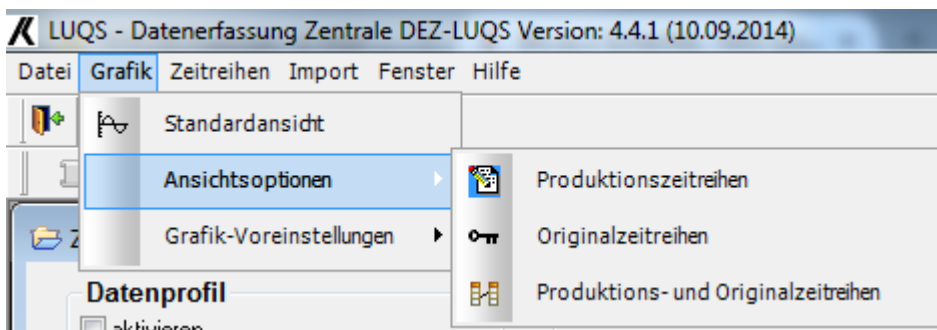 LUQS - Datenerfassung Zentrale DEZ-LUQS Version: 4.4.1 (10.09.2014)
Datei Grafik Zeitreihen Import Fenster Hilfe
Standardansicht
Ansichtsoptionen
Produktionszeitreihen
Grafik-Voreinstellungen
Originalzeitreihen
Produktions- und Originalzeitreihen
Datenprofil
aktivieren